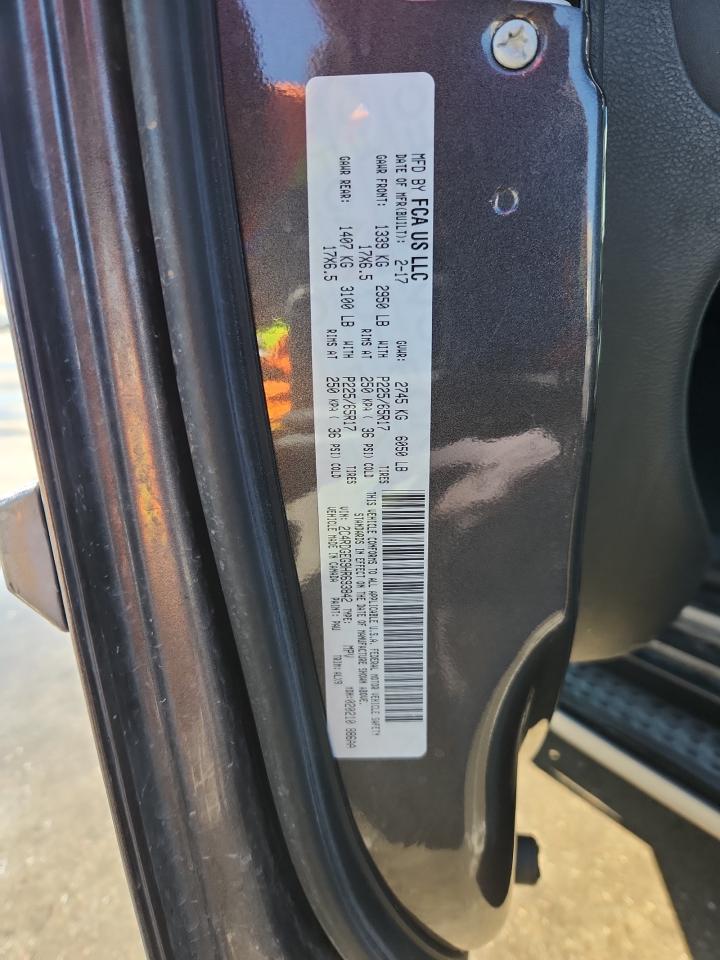 MFD BY FCA US LLC
DATE OF MFR(BUILT): 2-17 GVWR: 2745 KG 6050 LB
GAWR FRONT: 1339 KG 2950 LB WITH P225/65R17 TIRES
17X6.5 RIMS AT 250 KPA( 36 PSI) COLD
GAWR REAR: 1407 KG 3100 LB WITH P225/65R17 TIRES
17X6.5 RIMS AT 250 KPA( 36 PSI) COLD
THIS VEHICLE CONFORMS TO ALL APPLICABLE U.S.A. FEDERAL MOTOR VEHICLE SAFETY
STANDARDS IN EFFECT ON THE DATE OF MANUFACTURE SHOWN ABOVE.
VIN: 2C4RDGEG9HR693842 TYPE: MPV MDH:020210
VEHICLE MADE IN CANADA PAINT: PAU TRIM: